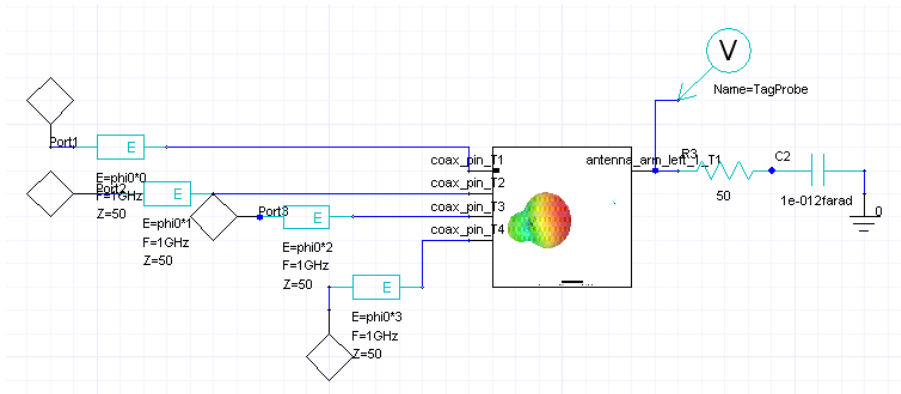 V
Name=TagProbe
Port1
E
coax_pin_T1
antenna_arm_left_1_T1
R3
C2
E=phi0*0
Port2
E
coax_pin_T2
F=1GHz
50
1e-012farad
Z=50
E=phi0*1
Port3
E
coax_pin_T3
0
F=1GHz
E=phi0*2
coax_pin_T4
Z=50
F=1GHz
Z=50
E
E=phi0*3
F=1GHz
Z=50